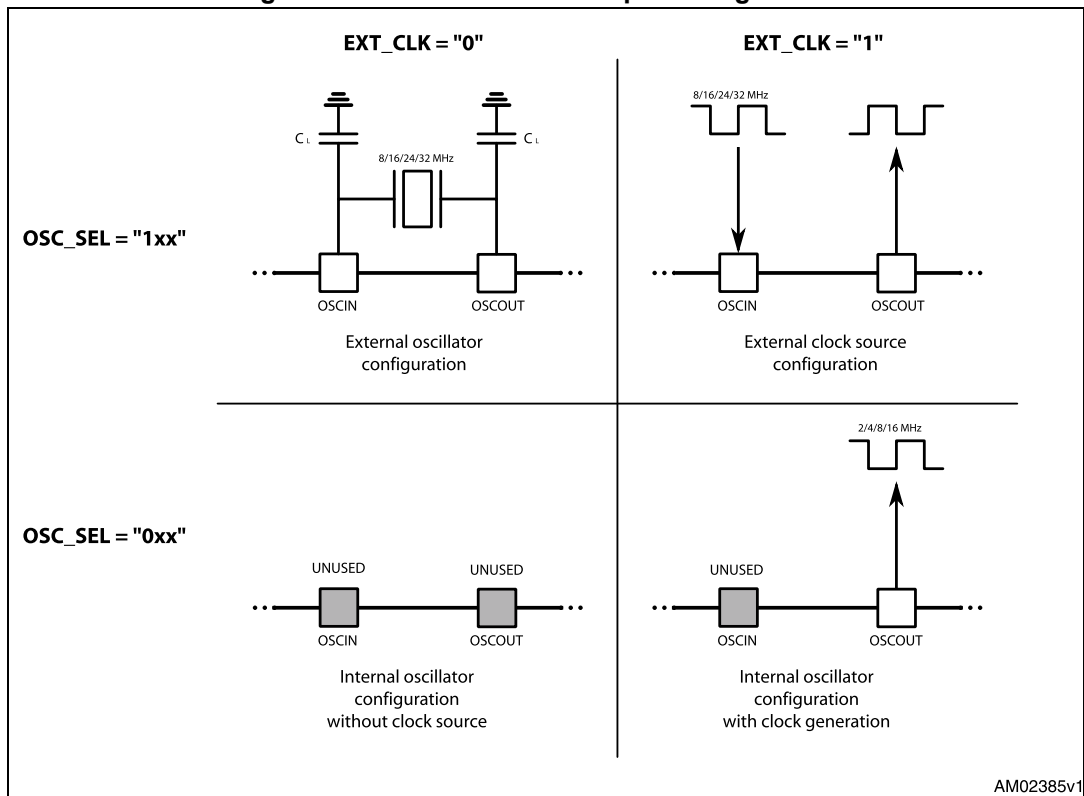 EXT_CLK = "0"
EXT_CLK = "1"
OSC_SEL = "1xx"
C L
C L
8/16/24/32 MHz
OSCIN
OSCOUT
External oscillator
configuration
8/16/24/32 MHz
OSCIN
OSCOUT
External clock source
configuration
OSC_SEL = "0xx"
UNUSED
UNUSED
OSCIN
OSCOUT
Internal oscillator
configuration
without clock source
2/4/8/16 MHz
UNUSED
OSCIN
OSCOUT
Internal oscillator
configuration
with clock generation
AM02385v1